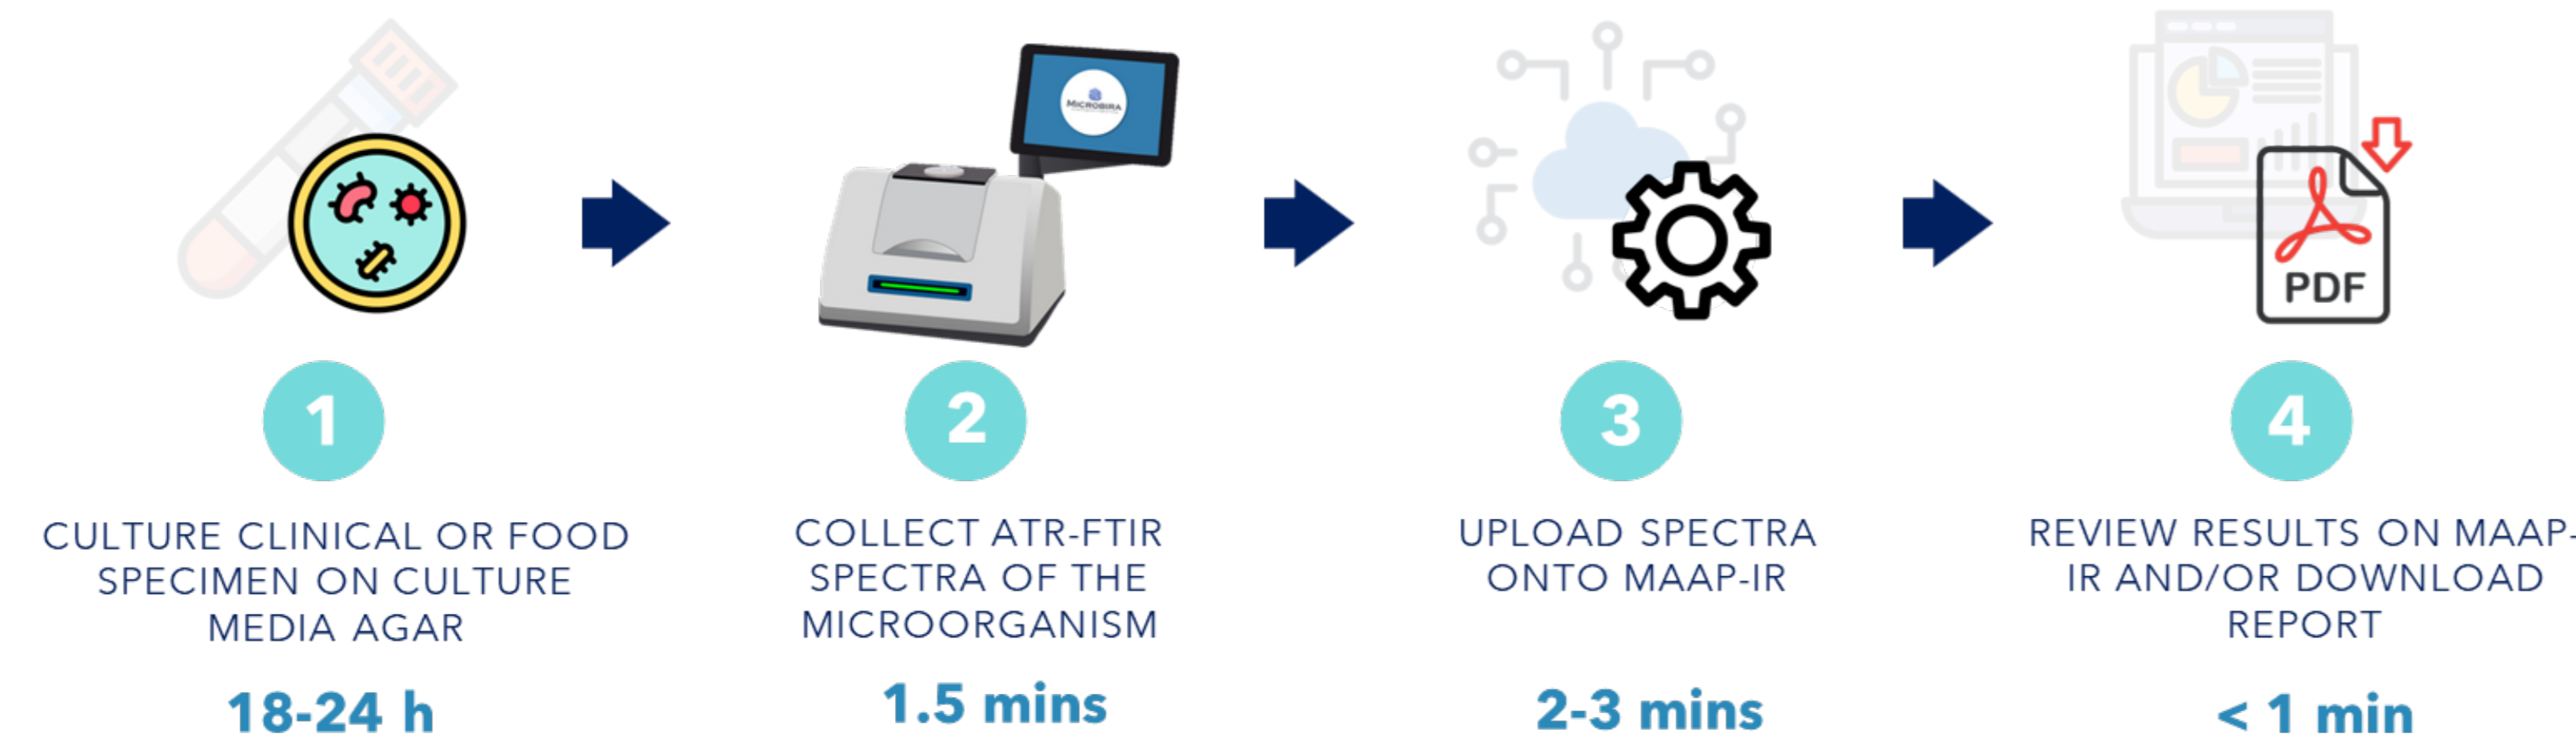 MICROBIRA
PDF
1
2
3
4
CULTURE CLINICAL OR FOOD
SPECIMEN ON CULTURE
MEDIA AGAR
18-24 h
COLLECT ATR-FTIR
SPECTRA OF THE
MICROORGANISM
1.5 mins
UPLOAD SPECTRA
ONTO MAAP-IR
2-3 mins
REVIEW RESULTS ON MAAP-
IR AND/OR DOWNLOAD
REPORT
< 1 min